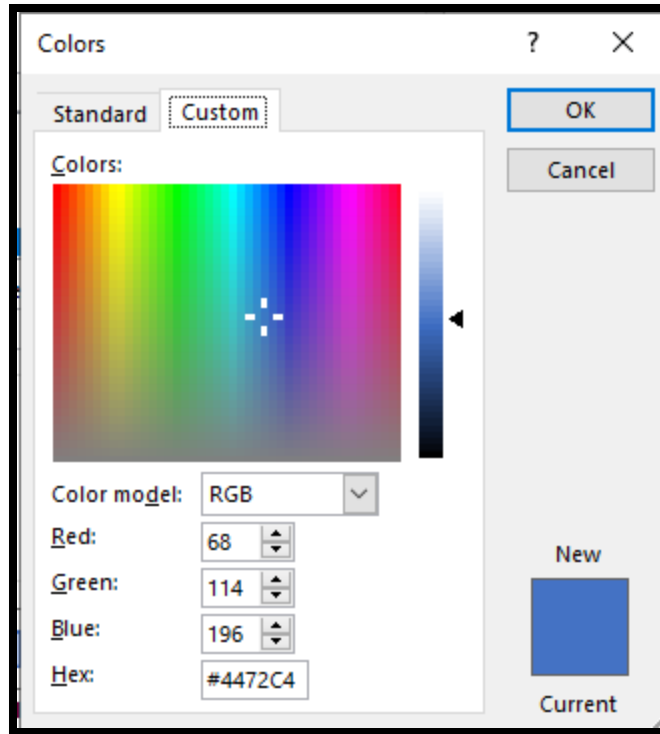 Colors
?
Standard
Custom
OK
Cancel
Colors:
Color model: RGB
Red: 68
Green: 114
Blue: 196
Hex: #4472C4
New
Current